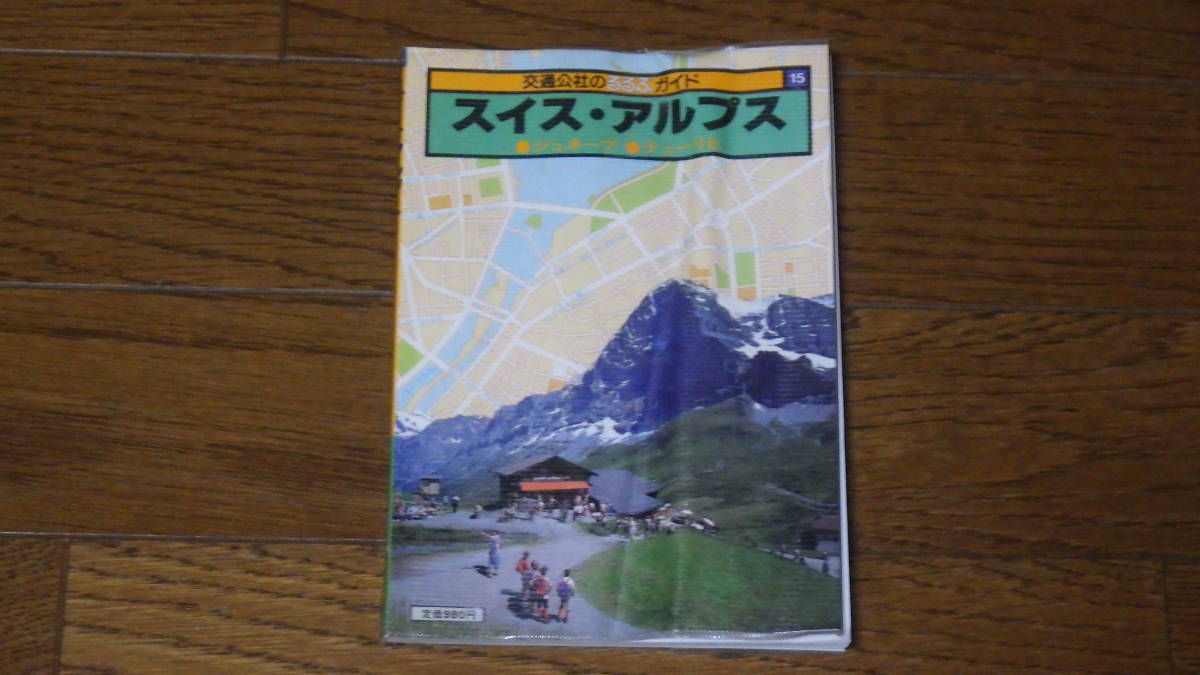 交通公社のるるぶガイド 15
スイス・アルプス
●ジュネーブ ●チューリヒ
定価980円